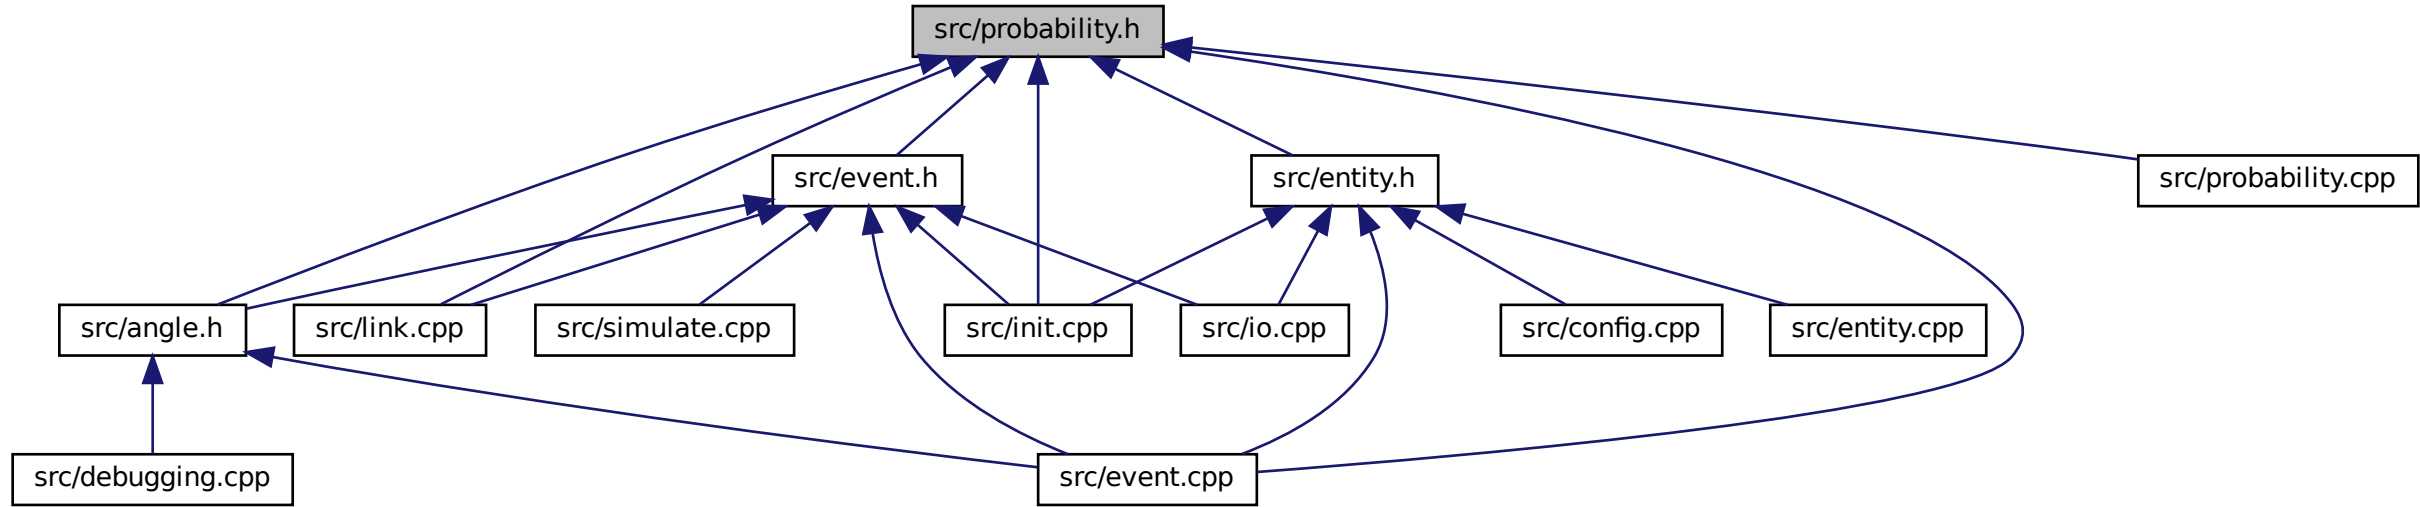 src/probability.h
src/event.h
src/entity.h
src/probability.cpp
src/angle.h
src/link.cpp
src/simulate.cpp
src/init.cpp
src/io.cpp
src/config.cpp
src/entity.cpp
src/debugging.cpp
src/event.cpp